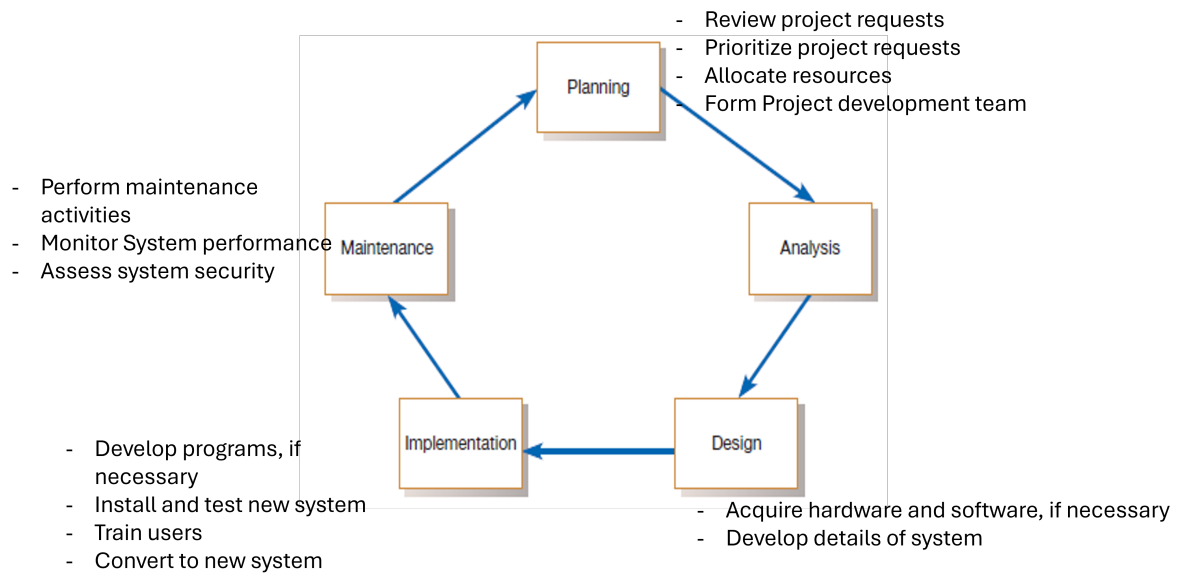 - Review project requests
- Prioritize project requests
- Allocate resources
- Form Project development team
Planning
- Perform maintenance
activities
- Monitor System performance
- Assess system security
Maintenance
Analysis
Implementation
Design
- Develop programs, if
necessary
- Install and test new system
- Train users
- Convert to new system
- Acquire hardware and software, if necessary
- Develop details of system